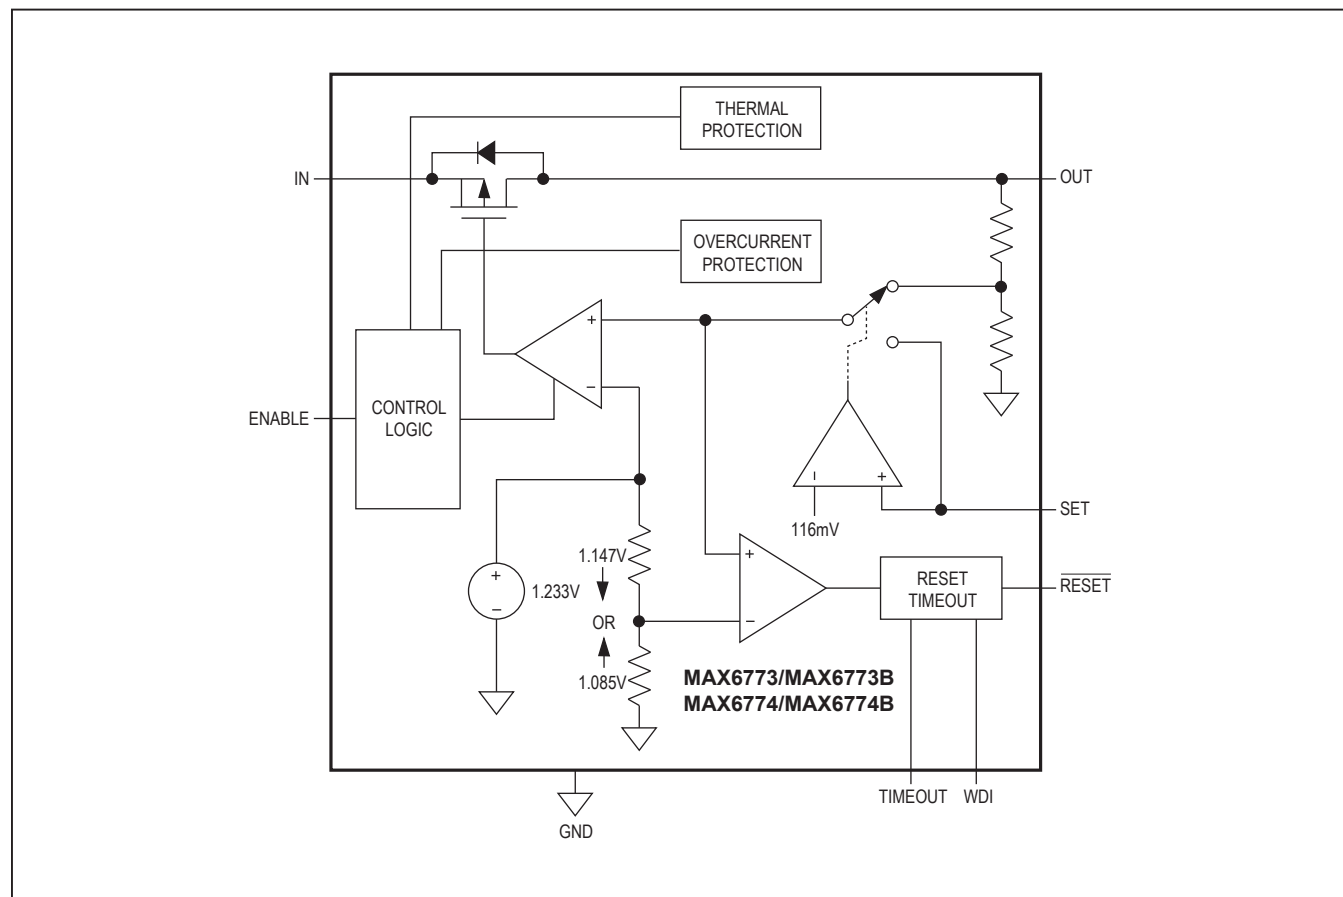 THERMAL
PROTECTION
IN
OUT
OVERCURRENT
PROTECTION
+
−
ENABLE
CONTROL
LOGIC
− +
116mV
SET
1.147V
+
+
−
1.233V
OR
−
1.085V
RESET
TIMEOUT
RESET
MAX6773/MAX6773B
MAX6774/MAX6774B
TIMEOUT
WDI
GND